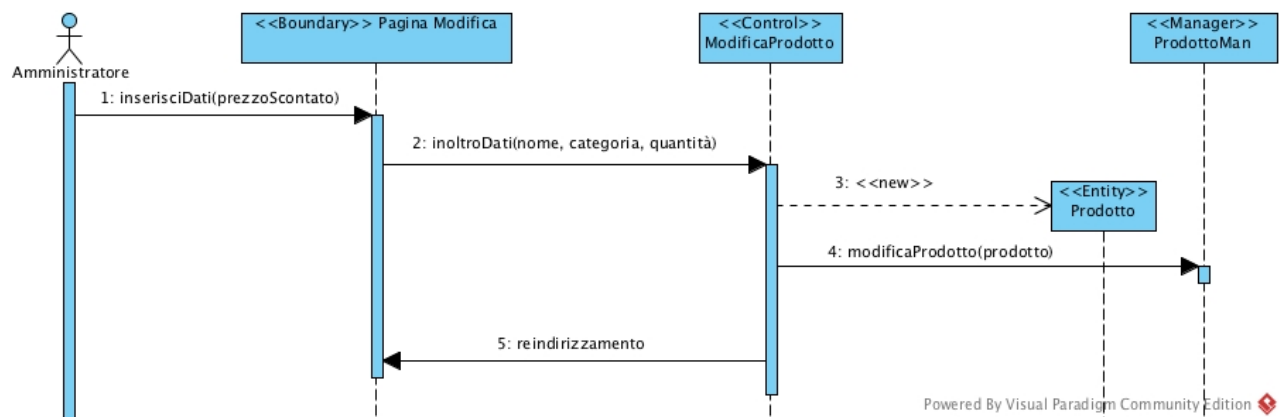 <<Boundary>> Pagina Modifica
<<Control>>
ModificaProdotto
<<Manager>>
ProdottoMan
Amministratore
1: inserisciDati(prezzoScontato)
2: inoltroDati(nome, categoria, quantità)
3: <<new>>
<<Entity>>
Prodotto
4: modificaProdotto(prodotto)
5: reindirizzamento
Powered By Visual Paradigm Community Edition